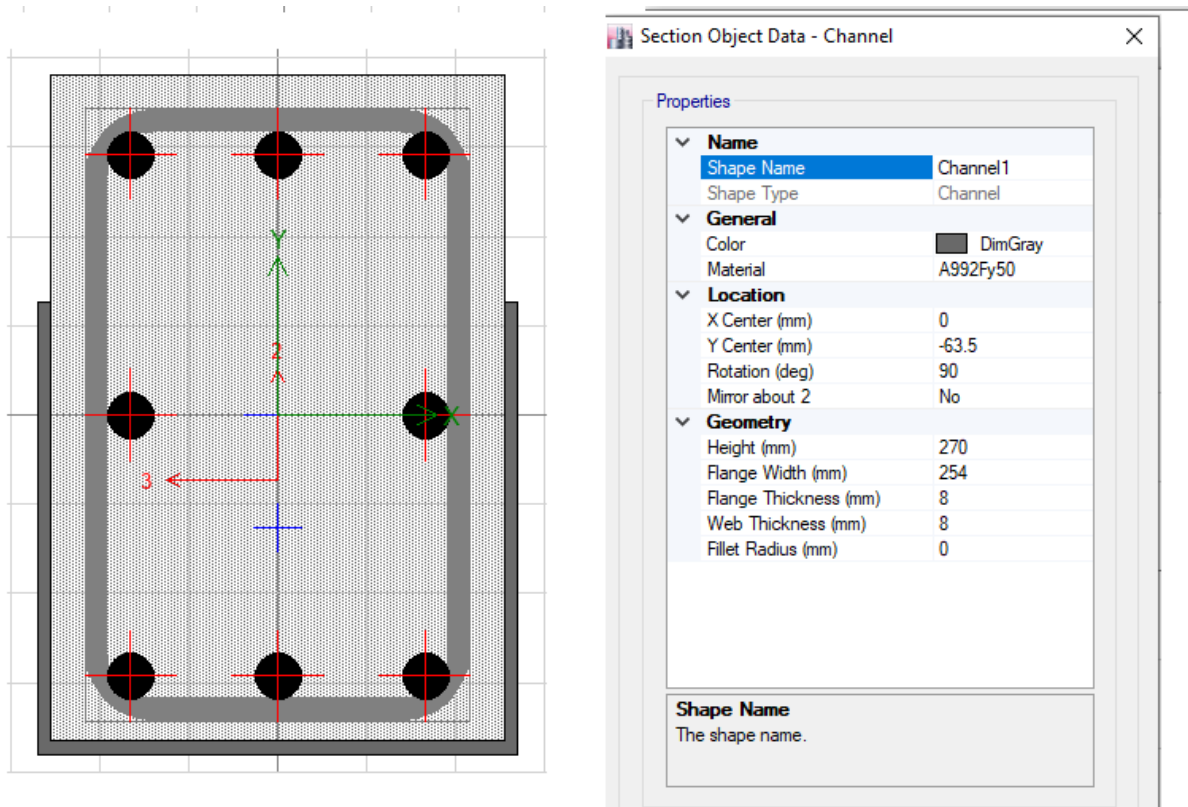 Y
2
X
3
Section Object Data - Channel
Properties
Name
Shape Name Channel1
Shape Type Channel
General
Color DimGray
Material A992Fy50
Location
X Center (mm) 0
Y Center (mm) -63.5
Rotation (deg) 90
Mirror about 2 No
Geometry
Height (mm) 270
Flange Width (mm) 254
Flange Thickness (mm) 8
Web Thickness (mm) 8
Fillet Radius (mm) 0
Shape Name
The shape name.